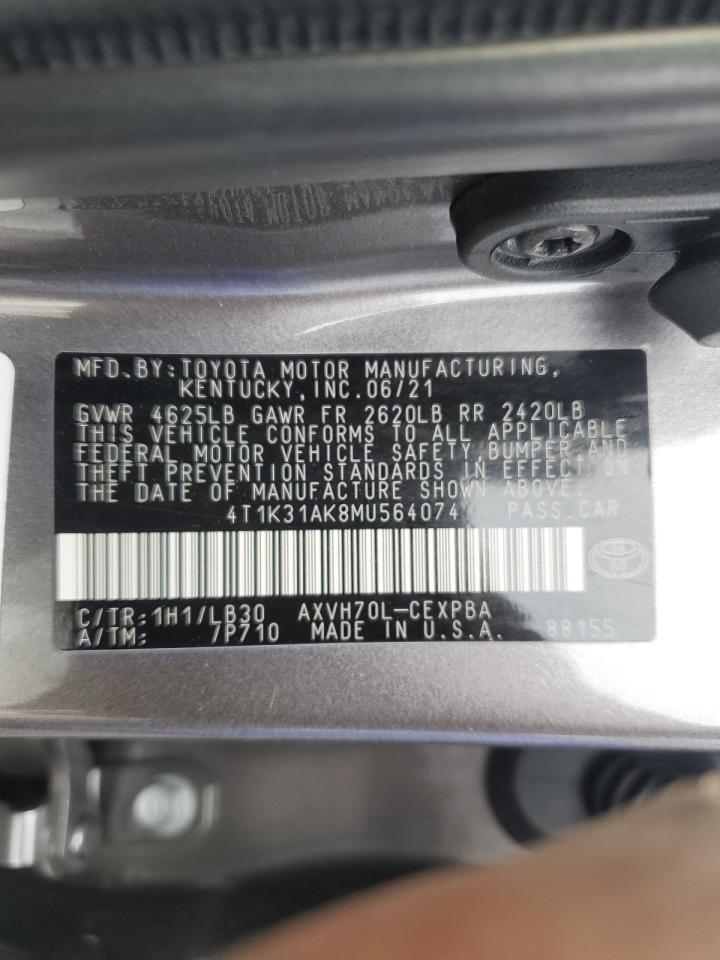 MFD.BY:TOYOTA MOTOR MANUFACTURING,
KENTUCKY,INC.06/21
GVWR 4625LB GAWR FR 2620LB RR 2420LB
THIS VEHICLE CONFORMS TO ALL APPLICABLE
FEDERAL MOTOR VEHICLE SAFETY,BUMPER,AND
THEFT PREVENTION STANDARDS IN EFFECT ON
THE DATE OF MANUFACTURE SHOWN ABOVE.
4T1K31AK8MU564074 PASS.CAR
C/TR:1H1/LB30 AXVH70L-CEXPBA
A/TM: /P710 MADE IN U.S.A. 88155